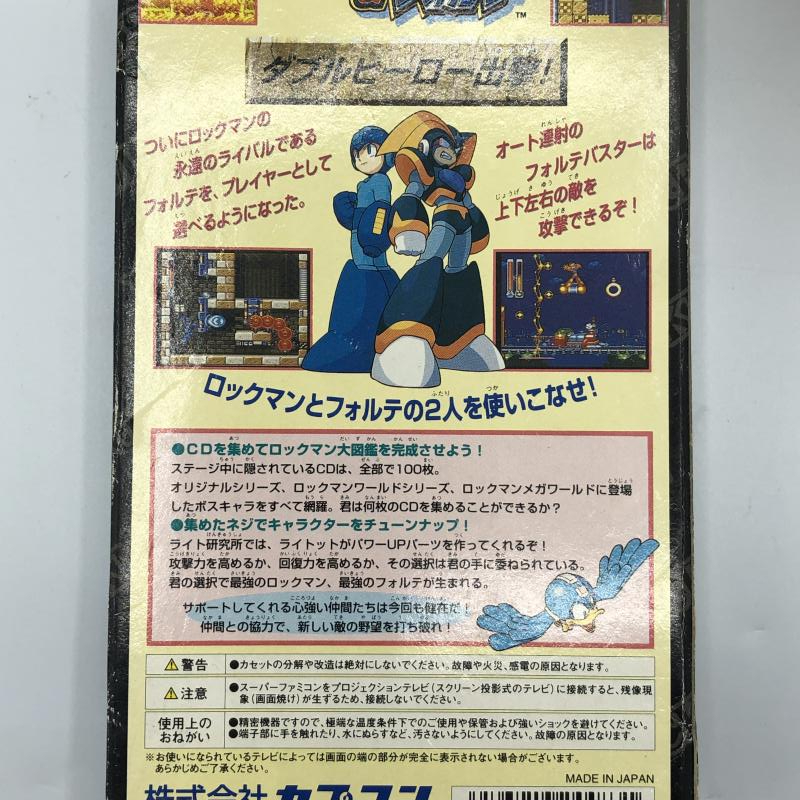 TM
ダブルヒーロー出撃!
ついにロックマンの
永遠のライバルである
フォルテを、プレイヤーとして
選べるようになった。
オート連射の
フォルテバスターは
上下左右の敵を
攻撃できるぞ!
ロックマンとフォルテの2人を使いこなせ!
●CDを集めてロックマン大図鑑を完成させよう!
ステージ中に隠されているCDは、全部で100枚。
オリジナルシリーズ、ロックマンワールドシリーズ、ロックマンメガワールドに登場
したボスキャラをすべて網羅。君は何枚のCDを集めることができるか?
●集めたネジでキャラクターをチューンナップ!
ライト研究所では、ライトットがパワーUPパーツを作ってくれるぞ!
攻撃力を高めるか、回復力を高めるか、その選択は君の手に委ねられている。
君の選択で最強のロックマン、最強のフォルテが生まれる。
サポートしてくれる心強い仲間たちは今回も健在だ!
仲間との協力で、新しい敵の野望を打ち破れ!
⚠警告 ●カセットの分解や改造は絶対にしないでください。故障や火災、感電の原因となります。
⚠注意 ●スーパーファミコンをプロジェクションテレビ(スクリーン投影式のテレビ)に接続すると、残像現
象(画面焼け)が生ずるため、接続しないでください。
使用上の
おねがい
●精密機器ですので、極端な温度条件下でのご使用や保管および強いショックを避けてください。
●端子部に手を触れたり、水にぬらすなど、汚さないようにしてください。故障の原因となります。
※お使いになられているテレビによっては画面の端の部分が完全に表示されない場合がございます。
あらかじめご了承ください。
MADE IN JAPAN
株式会社カプコン